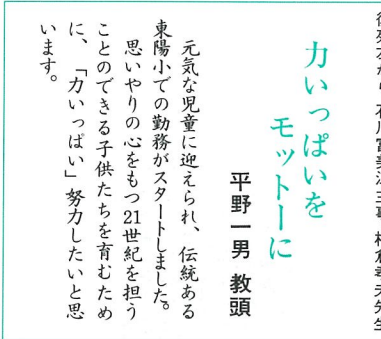 力いっぱいを
モットーに
平野一男 教頭
元気な児童に迎えられ、伝統ある
東陽小での勤務がスタートしました。
思いやりの心をもつ21世紀を担う
ことのできる子供たちを育むため
に、「力いっぱい」努力したいと思
います。